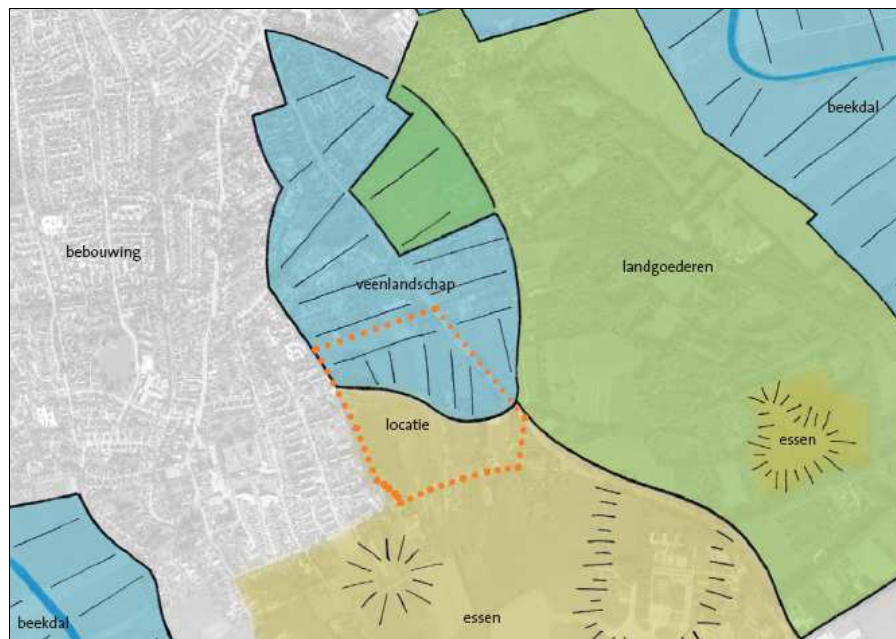 beekdal
bebouwing
landgoederen
veenlandschap
locatie
essen
essen
beekdal